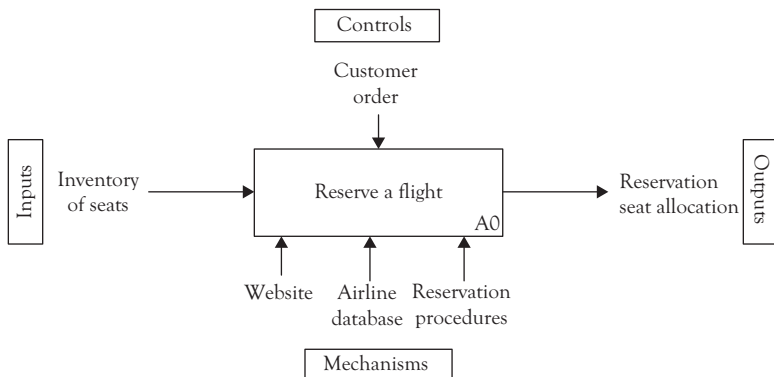 Controls
Customer
order
Inputs
Inventory
of seats
Reserve a flight
A0
Reservation
seat allocation
Outputs
Website
Airline
database
Reservation
procedures
Mechanisms